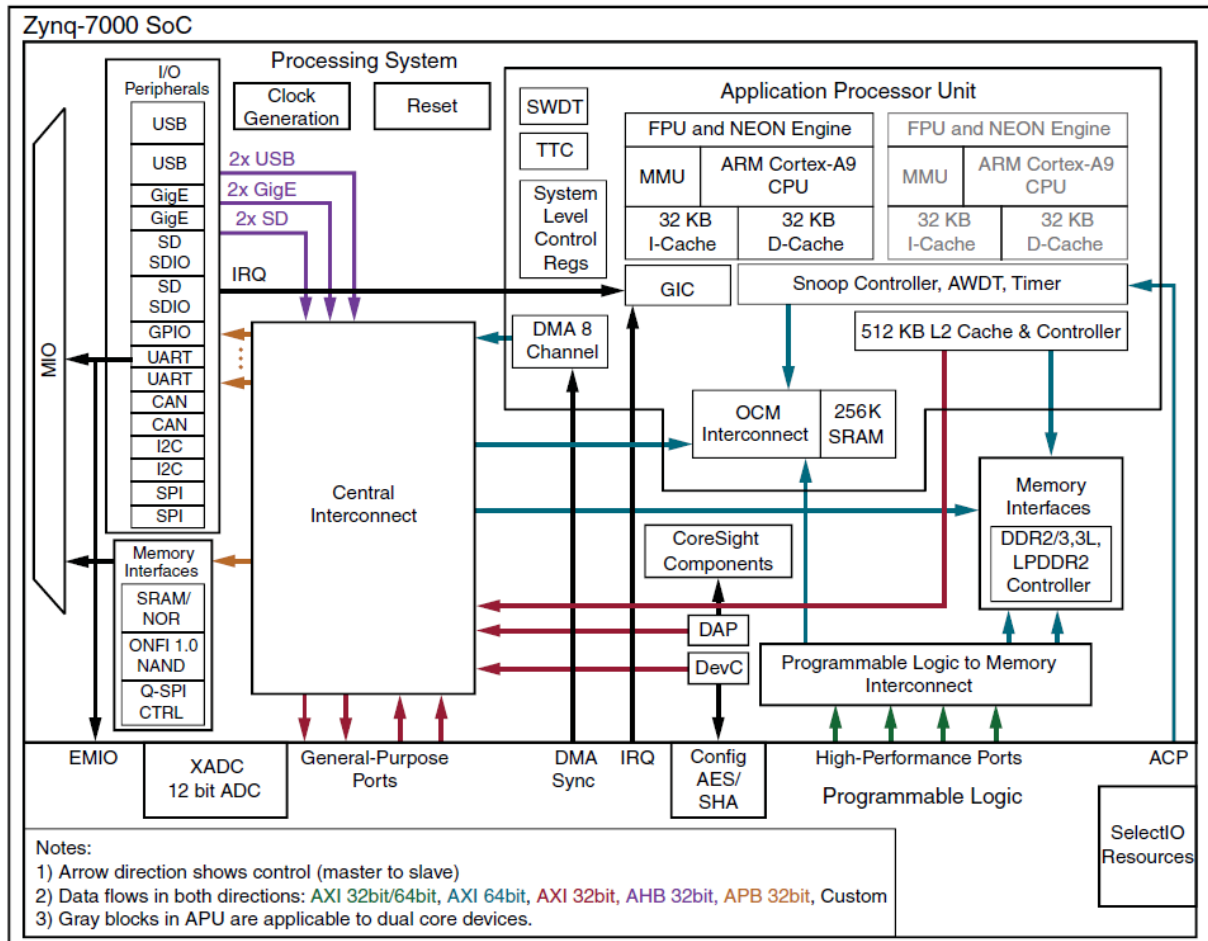 Zynq-7000 SoC
Processing System
I/O
Peripherals
USB
USB
GigE
GigE
SD
SDIO
SD
SDIO
GPIO
UART
UART
CAN
CAN
I2C
I2C
SPI
SPI
MIO
Clock
Generation
Reset
2x USB
2x GigE
2x SD
IRQ
Application Processor Unit
SWDT
TTC
System
Level
Control
Regs
FPU and NEON Engine
MMU
ARM Cortex-A9
CPU
32 KB
I-Cache
32 KB
D-Cache
FPU and NEON Engine
MMU
ARM Cortex-A9
CPU
32 KB
I-Cache
32 KB
D-Cache
GIC
Snoop Controller, AWDT, Timer
DMA 8
Channel
512 KB L2 Cache & Controller
OCM
Interconnect
256K
SRAM
Central
Interconnect
Memory
Interfaces
DDR2/3,3L,
LPDDR2
Controller
CoreSight
Components
DAP
DevC
Programmable Logic to Memory
Interconnect
Memory
Interfaces
SRAM/
NOR
ONFI 1.0
NAND
Q-SPI
CTRL
EMIO
XADC
12 bit ADC
General-Purpose
Ports
DMA
Sync
IRQ
Config
AES/
SHA
High-Performance Ports
ACP
Programmable Logic
SelectIO
Resources
Notes:
1) Arrow direction shows control (master to slave)
2) Data flows in both directions: AXI 32bit/64bit, AXI 64bit, AXI 32bit, AHB 32bit, APB 32bit, Custom
3) Gray blocks in APU are applicable to dual core devices.